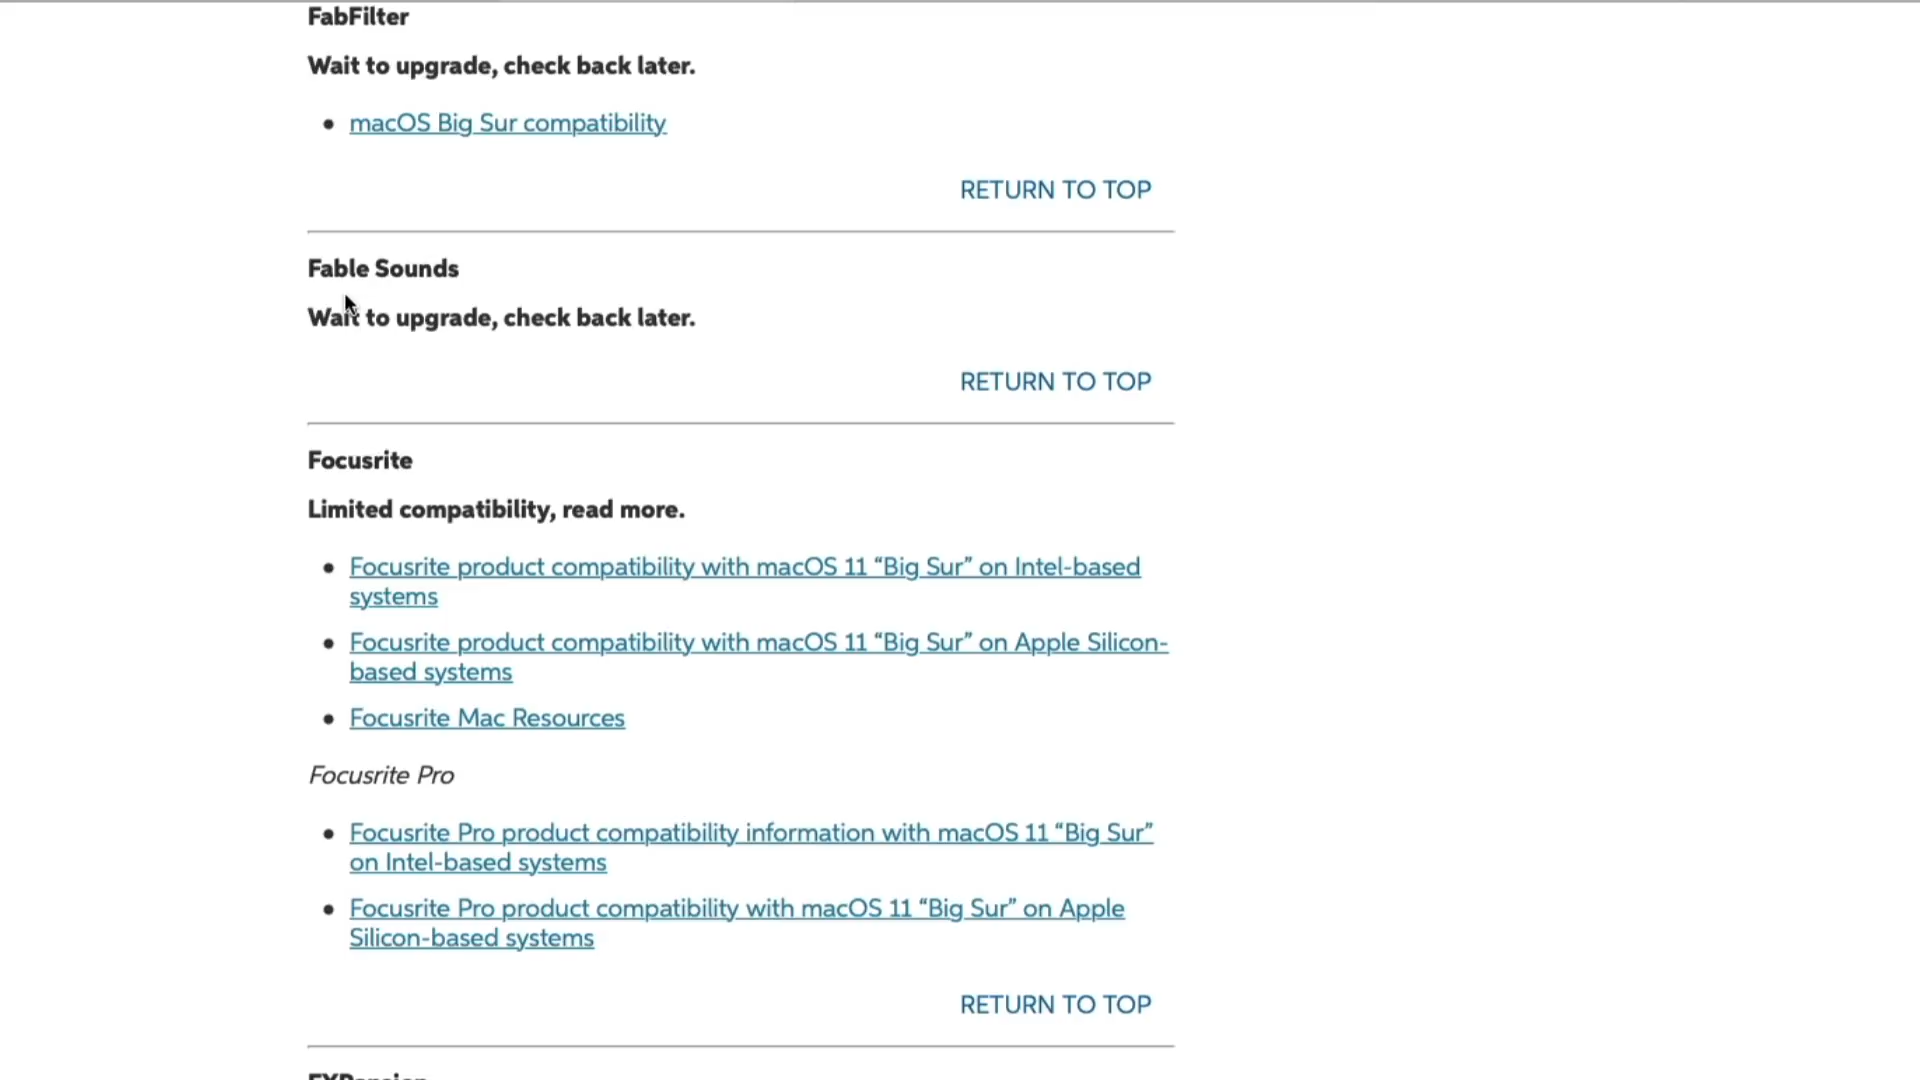 FabFilter
Wait to upgrade, check back later.
macOS Big Sur compatibility
RETURN TO TOP
Fable Sounds
Wait to upgrade, check back later.
RETURN TO TOP
Focusrite
Limited compatibility, read more.
Focusrite product compatibility with macOS 11 “Big Sur” on Intel-based
systems
Focusrite product compatibility with macOS 11 “Big Sur” on Apple Silicon-
based systems
Focusrite Mac Resources
Focusrite Pro
Focusrite Pro product compatibility information with macOS 11 “Big Sur”
on Intel-based systems
Focusrite Pro product compatibility with macOS 11 “Big Sur” on Apple
Silicon-based systems
RETURN TO TOP